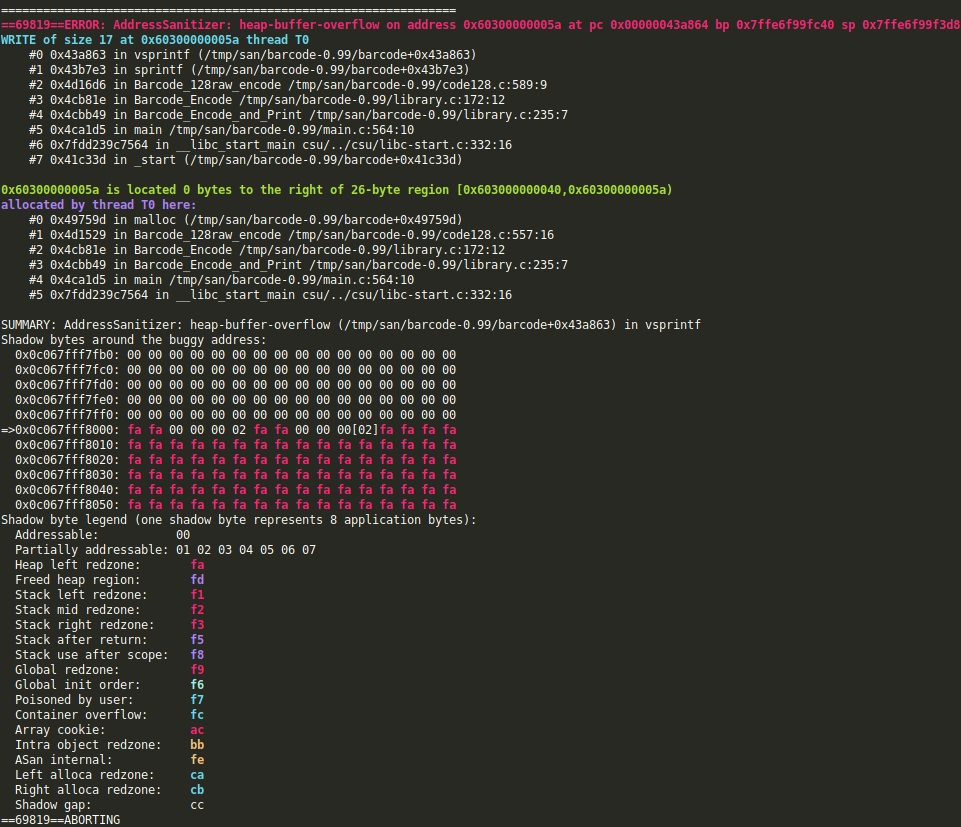 =================================================================
==69819==ERROR: AddressSanitizer: heap-buffer-overflow on address 0x60300000005a at pc 0x00000043a864 bp 0x7ffe6f99fc40 sp 0x7ffe6f99f3d8
WRITE of size 17 at 0x60300000005a thread T0
    #0 0x43a863 in vsprintf (/tmp/san/barcode-0.99/barcode+0x43a863)
    #1 0x43b7e3 in sprintf (/tmp/san/barcode-0.99/barcode+0x43b7e3)
    #2 0x4d16d6 in Barcode_128raw_encode /tmp/san/barcode-0.99/code128.c:589:9
    #3 0x4cb81e in Barcode_Encode /tmp/san/barcode-0.99/library.c:172:12
    #4 0x4cbb49 in Barcode_Encode_and_Print /tmp/san/barcode-0.99/library.c:235:7
    #5 0x4ca1d5 in main /tmp/san/barcode-0.99/main.c:564:10
    #6 0x7fdd239c7564 in __libc_start_main csu/../csu/libc-start.c:332:16
    #7 0x41c33d in _start (/tmp/san/barcode-0.99/barcode+0x41c33d)

0x60300000005a is located 0 bytes to the right of 26-byte region [0x603000000040,0x60300000005a)
allocated by thread T0 here:
    #0 0x49759d in malloc (/tmp/san/barcode-0.99/barcode+0x49759d)
    #1 0x4d1529 in Barcode_128raw_encode /tmp/san/barcode-0.99/code128.c:557:16
    #2 0x4cb81e in Barcode_Encode /tmp/san/barcode-0.99/library.c:172:12
    #3 0x4cbb49 in Barcode_Encode_and_Print /tmp/san/barcode-0.99/library.c:235:7
    #4 0x4ca1d5 in main /tmp/san/barcode-0.99/main.c:564:10
    #5 0x7fdd239c7564 in __libc_start_main csu/../csu/libc-start.c:332:16

SUMMARY: AddressSanitizer: heap-buffer-overflow (/tmp/san/barcode-0.99/barcode+0x43a863) in vsprintf
Shadow bytes around the buggy address:
  0x0c067fff7fb0: 00 00 00 00 00 00 00 00 00 00 00 00 00 00 00 00
  0x0c067fff7fc0: 00 00 00 00 00 00 00 00 00 00 00 00 00 00 00 00
  0x0c067fff7fd0: 00 00 00 00 00 00 00 00 00 00 00 00 00 00 00 00
  0x0c067fff7fe0: 00 00 00 00 00 00 00 00 00 00 00 00 00 00 00 00
  0x0c067fff7ff0: 00 00 00 00 00 00 00 00 00 00 00 00 00 00 00 00
=>0x0c067fff8000: fa fa 00 00 00 02 fa fa 00 00 00[02]fa fa fa fa
  0x0c067fff8010: fa fa fa fa fa fa fa fa fa fa fa fa fa fa fa fa
  0x0c067fff8020: fa fa fa fa fa fa fa fa fa fa fa fa fa fa fa fa
  0x0c067fff8030: fa fa fa fa fa fa fa fa fa fa fa fa fa fa fa fa
  0x0c067fff8040: fa fa fa fa fa fa fa fa fa fa fa fa fa fa fa fa
  0x0c067fff8050: fa fa fa fa fa fa fa fa fa fa fa fa fa fa fa fa
Shadow byte legend (one shadow byte represents 8 application bytes):
  Addressable:           00
  Partially addressable: 01 02 03 04 05 06 07
  Heap left redzone:       fa
  Freed heap region:       fd
  Stack left redzone:      f1
  Stack mid redzone:       f2
  Stack right redzone:     f3
  Stack after return:      f5
  Stack use after scope:   f8
  Global redzone:          f9
  Global init order:       f6
  Poisoned by user:        f7
  Container overflow:      fc
  Array cookie:            ac
  Intra object redzone:    bb
  ASan internal:           fe
  Left alloca redzone:     ca
  Right alloca redzone:    cb
  Shadow gap:              cc
==69819==ABORTING